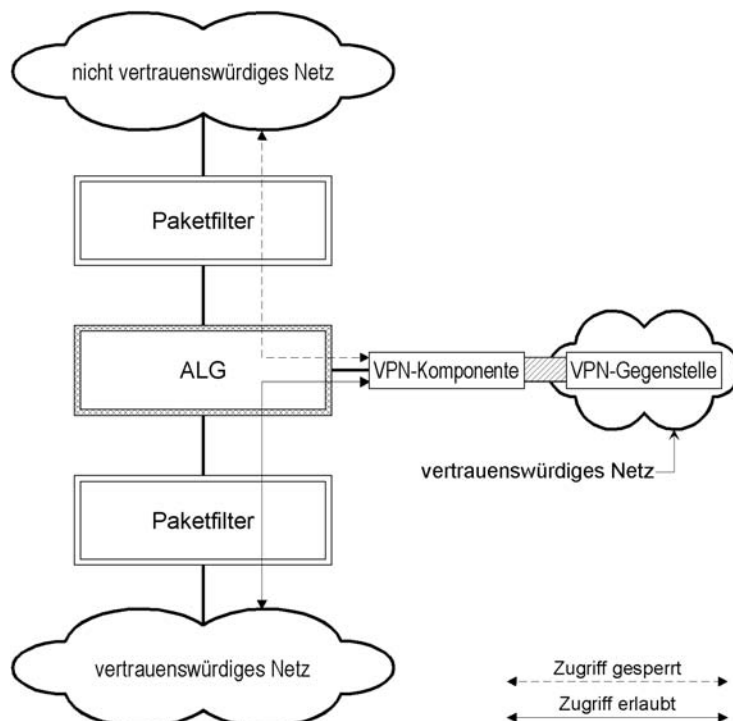 nicht vertrauenswürdiges Netz
Paketfilter
ALG
VPN-Komponente
VPN-Gegenstelle
vertrauenswürdiges Netz
Paketfilter
vertrauenswürdiges Netz
Zugriff gesperrt
Zugriff erlaubt